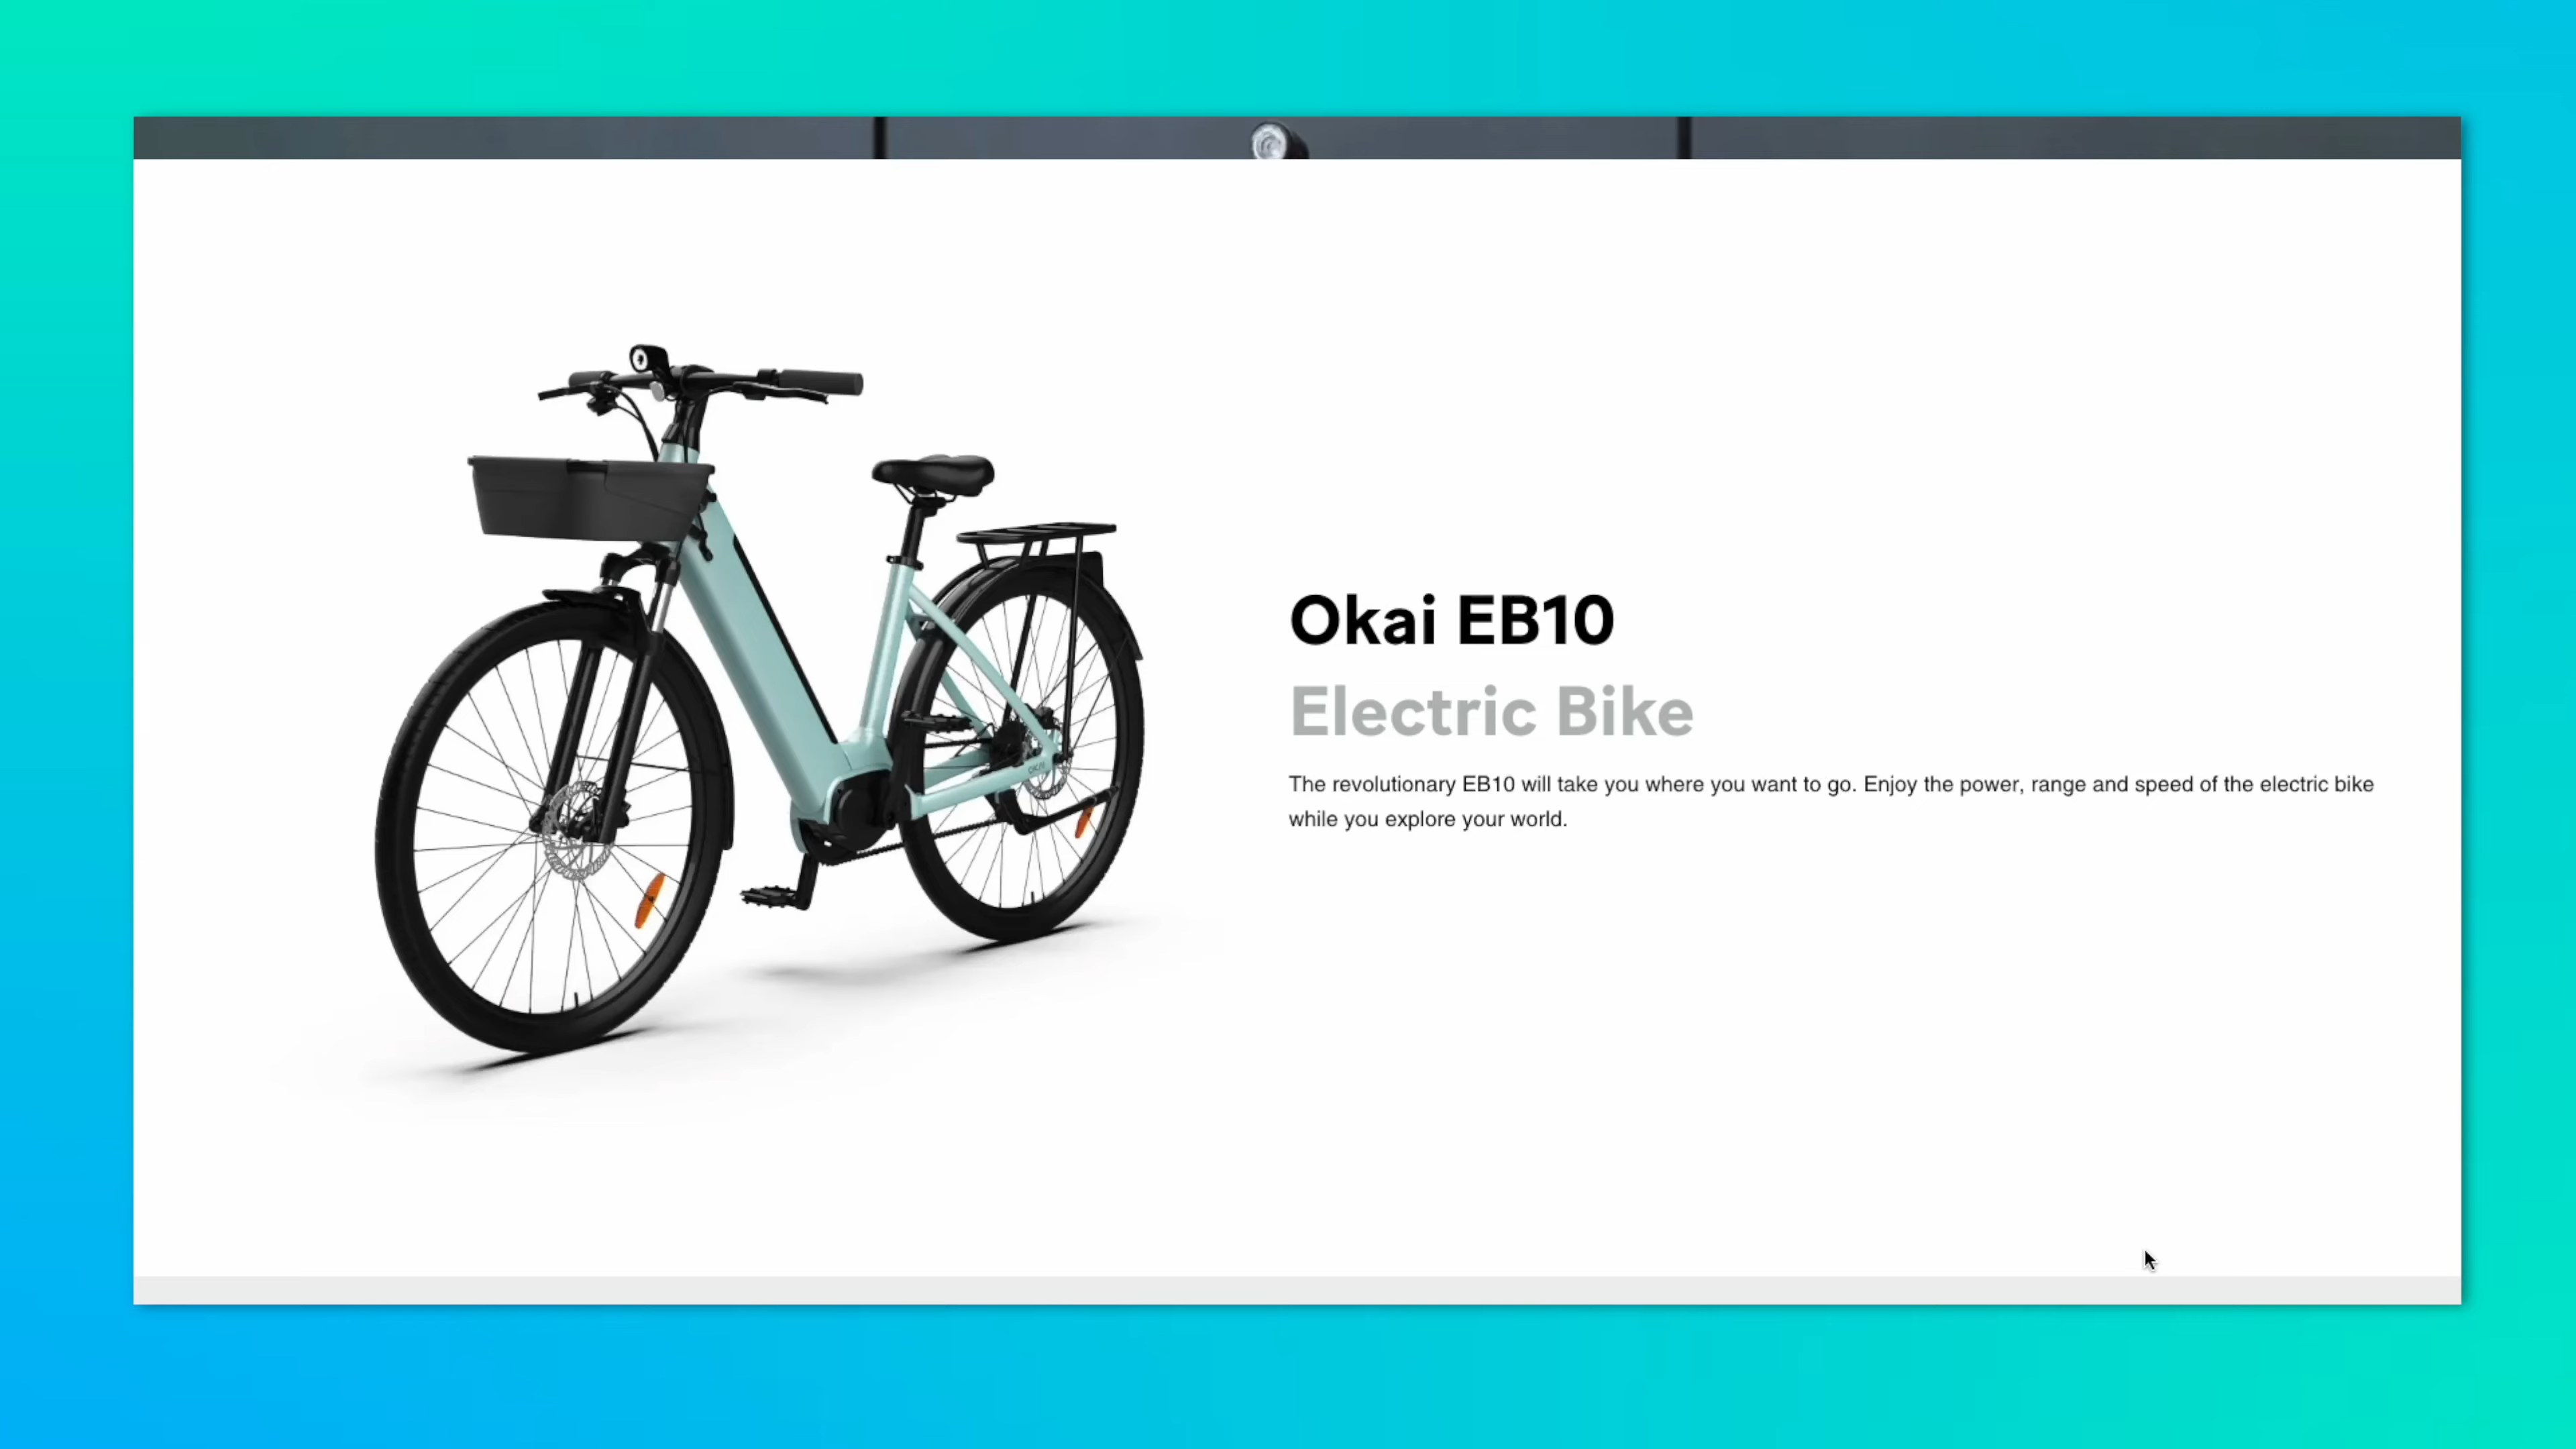 Okai EB10
Electric Bike
The revolutionary EB10 will take you where you want to go. Enjoy the power, range and speed of the electric bike
while you explore your world.